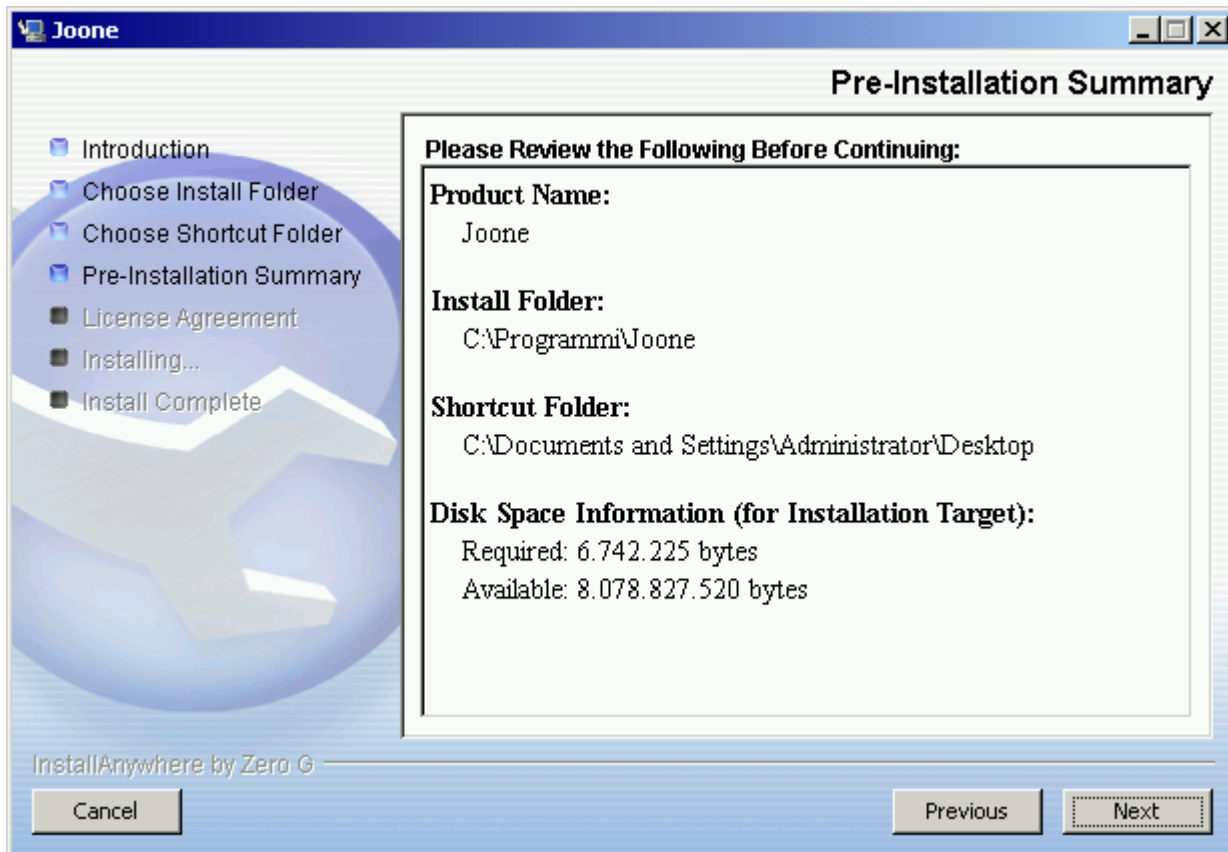 Joone
Pre-Installation Summary
Introduction
Choose Install Folder
Choose Shortcut Folder
Pre-Installation Summary
License Agreement
Installing...
Install Complete
Please Review the Following Before Continuing:
Product Name:
Joone
Install Folder:
C:\Programmi\Joone
Shortcut Folder:
C:\Documents and Settings\Administrator\Desktop
Disk Space Information (for Installation Target):
Required: 6.742.225 bytes
Available: 8.078.827.520 bytes
InstallAnywhere by Zero G
Cancel
Previous
Next